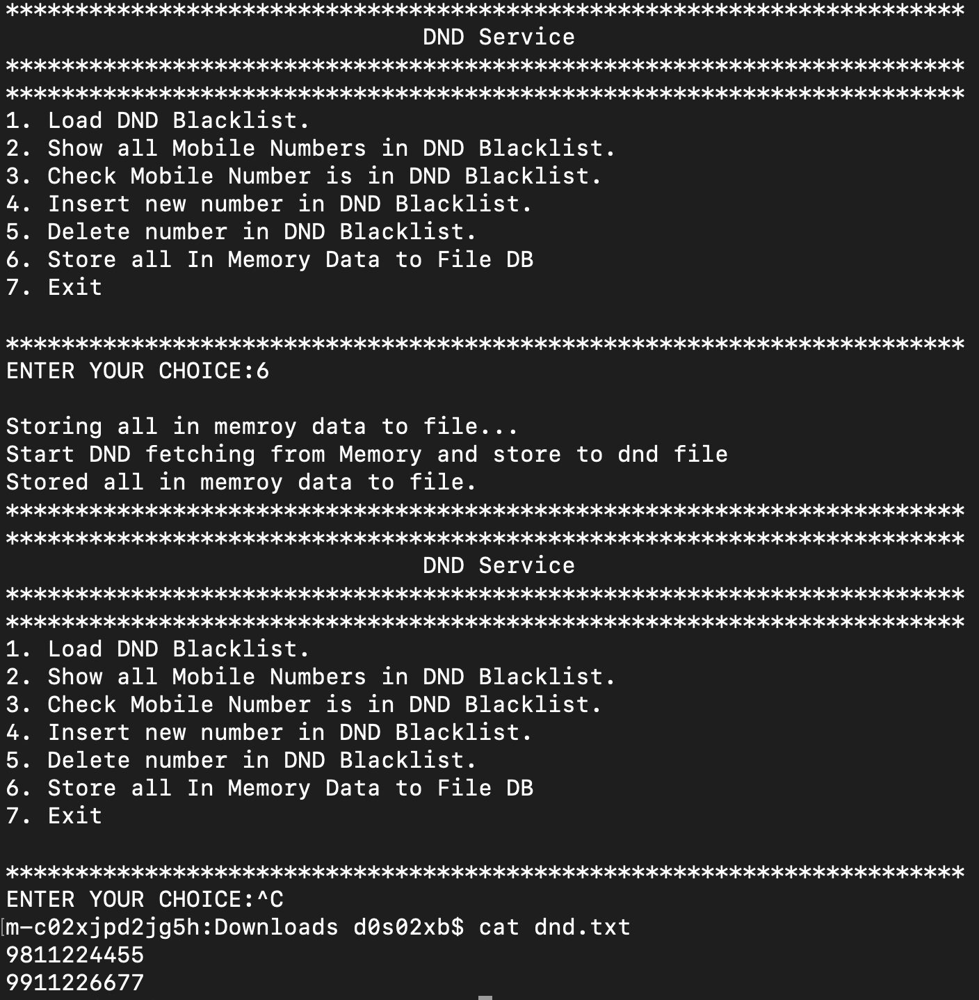 *********************************************************************
DND Service
*********************************************************************
*********************************************************************
1. Load DND Blacklist.
2. Show all Mobile Numbers in DND Blacklist.
3. Check Mobile Number is in DND Blacklist.
4. Insert new number in DND Blacklist.
5. Delete number in DND Blacklist.
6. Store all In Memory Data to File DB
7. Exit

*********************************************************************
ENTER YOUR CHOICE:6

Storing all in memroy data to file...
Start DND fetching from Memory and store to dnd file
Stored all in memroy data to file.
*********************************************************************
*********************************************************************
DND Service
*********************************************************************
*********************************************************************
1. Load DND Blacklist.
2. Show all Mobile Numbers in DND Blacklist.
3. Check Mobile Number is in DND Blacklist.
4. Insert new number in DND Blacklist.
5. Delete number in DND Blacklist.
6. Store all In Memory Data to File DB
7. Exit

*********************************************************************
ENTER YOUR CHOICE:^C
[m-c02xjpd2jg5h:Downloads d0s02xb$ cat dnd.txt
9811224455
9911226677